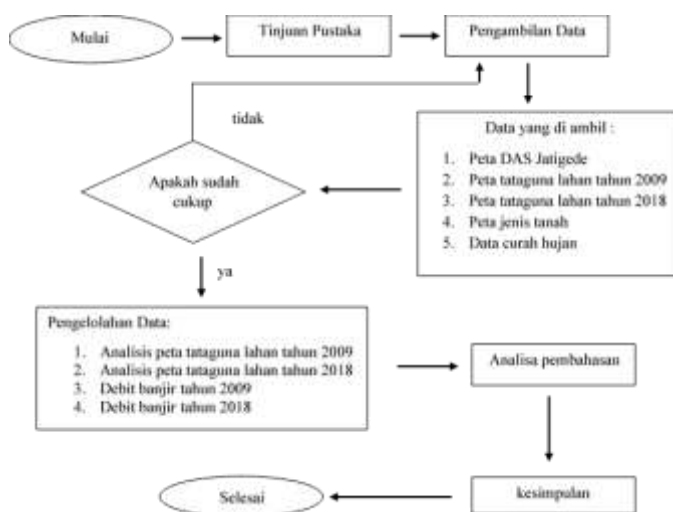 Mulai
Tinjuan Pustaka
Pengambilan Data
tidak
Data yang di ambil :
1. Peta DAS Jatigede
2. Peta tataguna lahan tahun 2009
3. Peta tataguna lahan tahun 2018
4. Peta jenis tanah
5. Data curah hujan
Apakah sudah
cukup
ya
Pengelolahan Data:
1. Analisis peta tataguna lahan tahun 2009
2. Analisis peta tataguna lahan tahun 2018
3. Debit banjir tahun 2009
4. Debit banjir tahun 2018
Analisa pembahasan
kesimpulan
Selesai